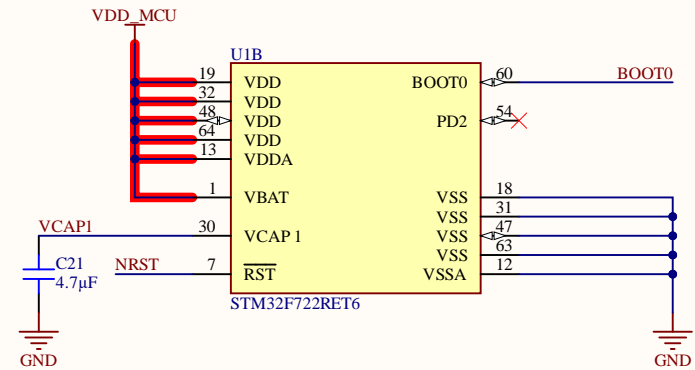 VDD_MCU
U1B
19 VDD BOOT0 60 BOOT0
32 VDD
48 VDD PD2 54
64 VDD
13 VDDA
1 VBAT VSS 18
VSS 31
VCAP1 30 VCAP 1 VSS 47
C21 VSS 63
4.7µF NRST 7 RST VSSA 12
STM32F722RET6
GND GND